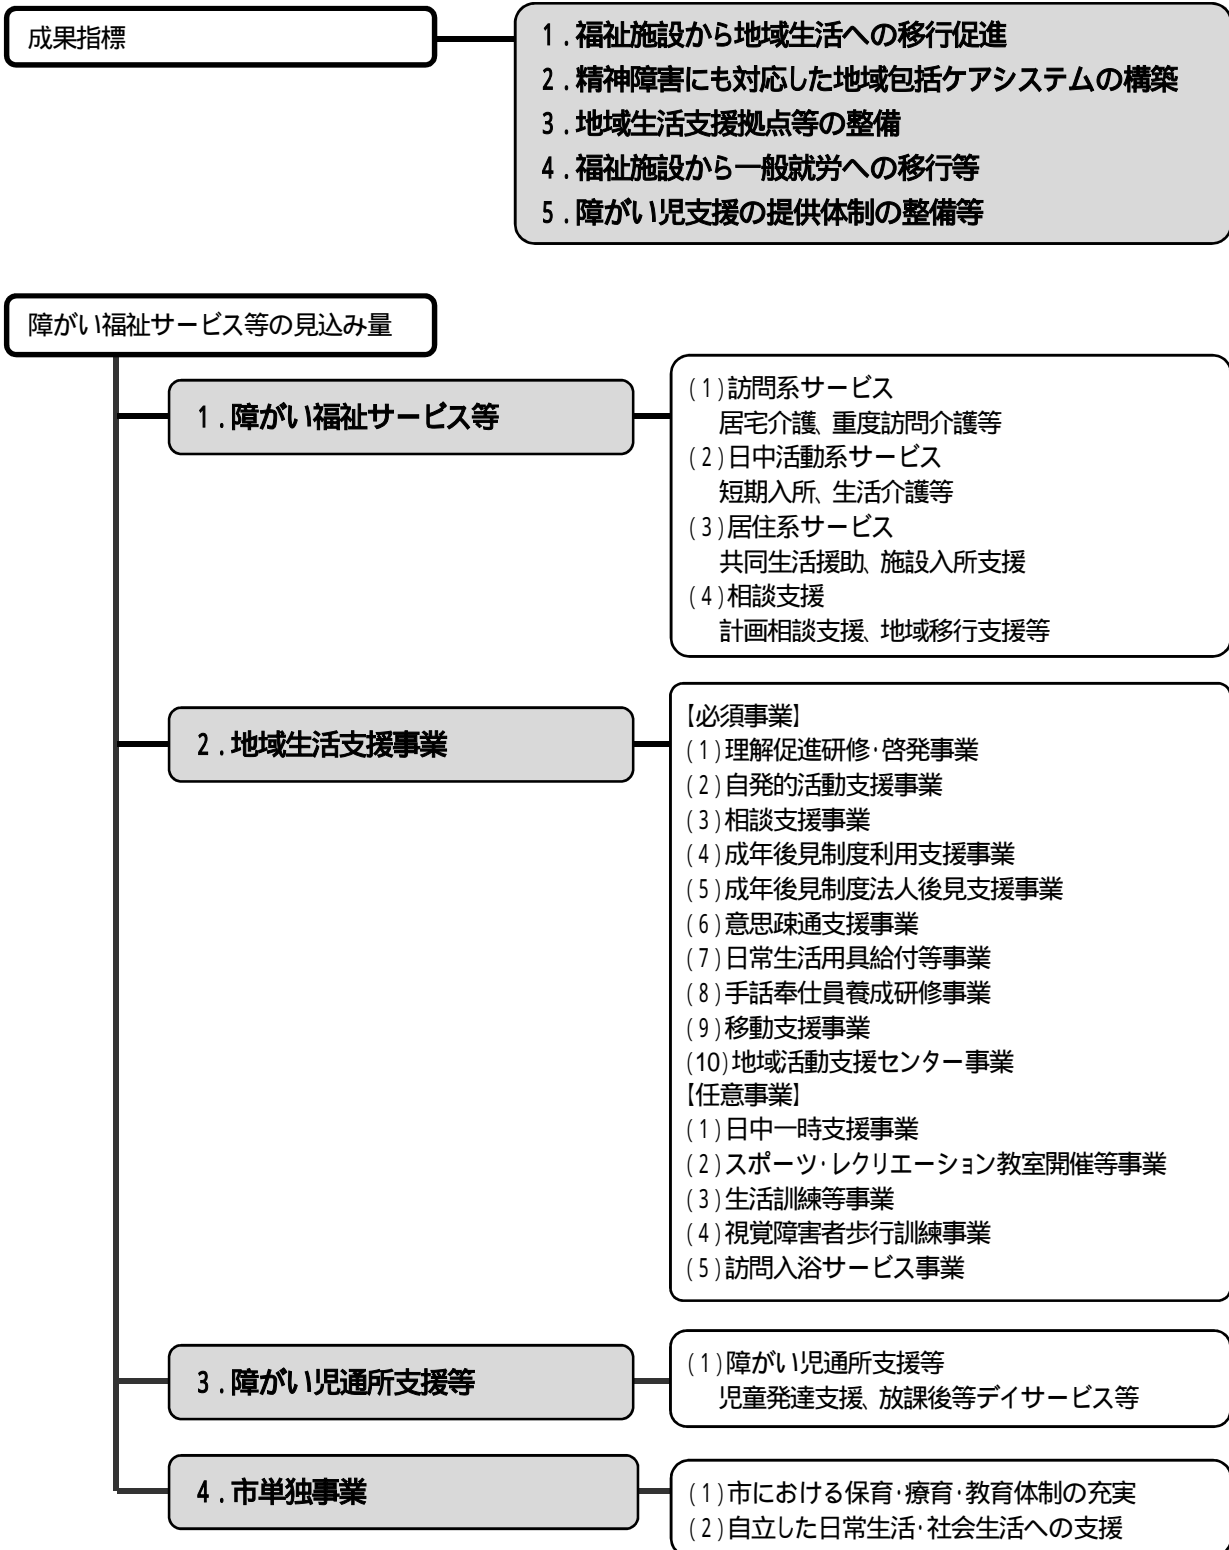 成果指標
１．福祉施設から地域生活への移行促進
２．精神障害にも対応した地域包括ケアシステムの構築
３．地域生活支援拠点等の整備
４．福祉施設から一般就労への移行等
５．障がい児支援の提供体制の整備等
障がい福祉サービス等の見込み量
１．障がい福祉サービス等
(１)訪問系サービス
居宅介護、重度訪問介護等
(２)日中活動系サービス
短期入所、生活介護等
(３)居住系サービス
共同生活援助、施設入所支援
(４)相談支援
計画相談支援、地域移行支援等
２．地域生活支援事業
【必須事業】
(１)理解促進研修・啓発事業
(２)自発的活動支援事業
(３)相談支援事業
(４)成年後見制度利用支援事業
(５)成年後見制度法人後見支援事業
(６)意思疎通支援事業
(７)日常生活用具給付等事業
(８)手話奉仕員養成研修事業
(９)移動支援事業
(10)地域活動支援センター事業
【任意事業】
(１)日中一時支援事業
(２)スポーツ・レクリエーション教室開催等事業
(３)生活訓練等事業
(４)視覚障害者歩行訓練事業
(５)訪問入浴サービス事業
３．障がい児通所支援等
(１)障がい児通所支援等
児童発達支援、放課後等デイサービス等
４．市単独事業
(１)市における保育・療育・教育体制の充実
(２)自立した日常生活・社会生活への支援